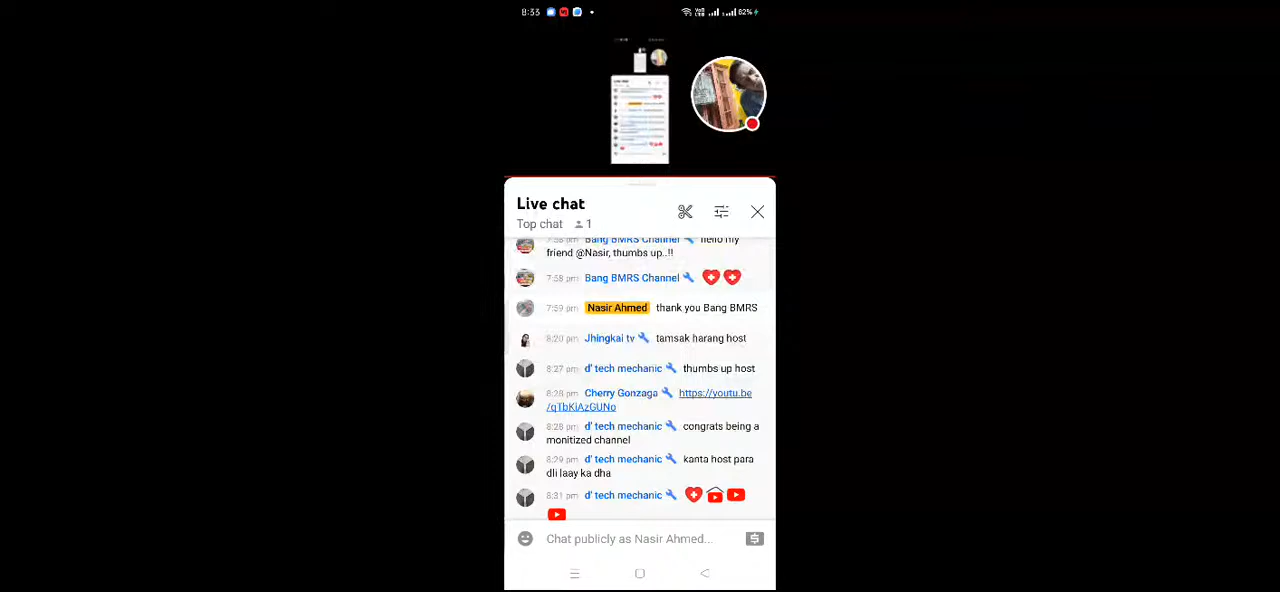 8:33
82%
Live chat
Top chat 1
7:58 pm Bang BMRS Channel hello my
friend @Nasir, thumbs up..!!
7:58 pm Bang BMRS Channel
7:59 pm Nasir Ahmed thank you Bang BMRS
8:20 pm Jhingkai tv tamsak harang host
8:27 pm d' tech mechanic thumbs up host
8:28 pm Cherry Gonzaga https://youtu.be
/qTbKiAzGUNo
8:28 pm d' tech mechanic congrats being a
monitized channel
8:29 pm d' tech mechanic kanta host para
dli laay ka dha
8:31 pm d' tech mechanic
Chat publicly as Nasir Ahmed...